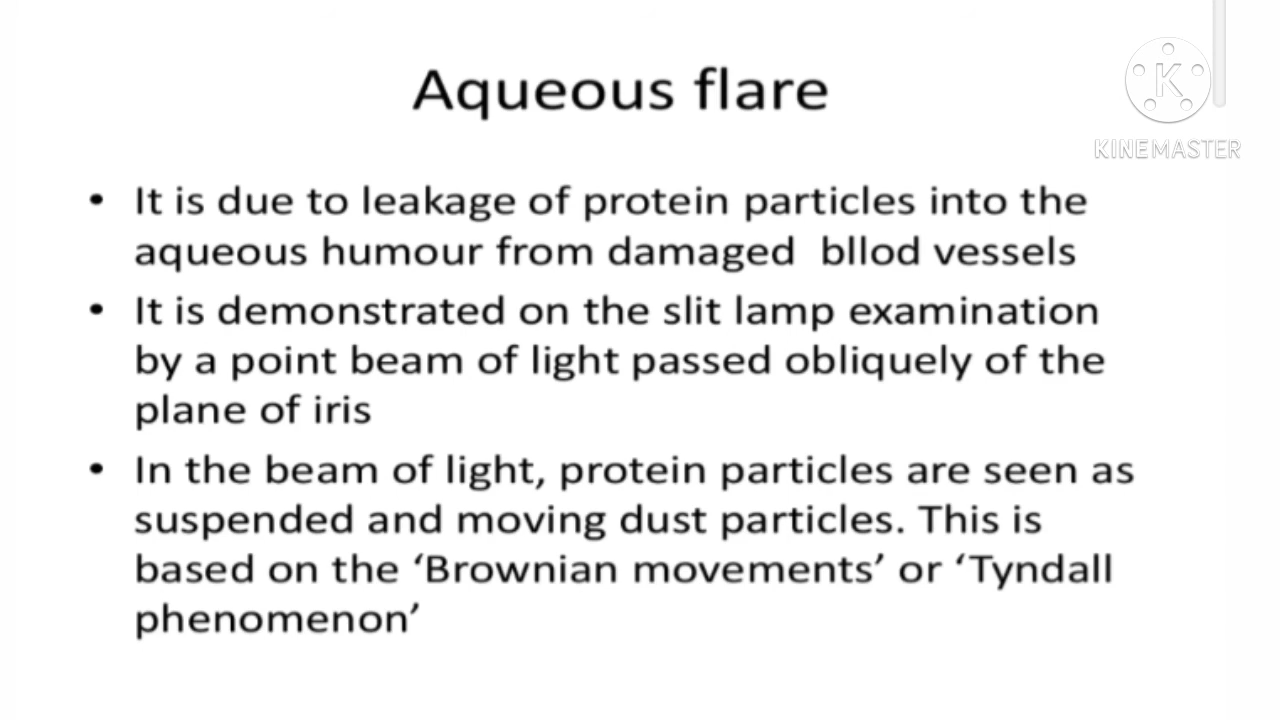 Aqueous flare
K
KINEMASTER
• It is due to leakage of protein particles into the
aqueous humour from damaged bllod vessels
• It is demonstrated on the slit lamp examination
by a point beam of light passed obliquely of the
plane of iris
• In the beam of light, protein particles are seen as
suspended and moving dust particles. This is
based on the ‘Brownian movements’ or ‘Tyndall
phenomenon’